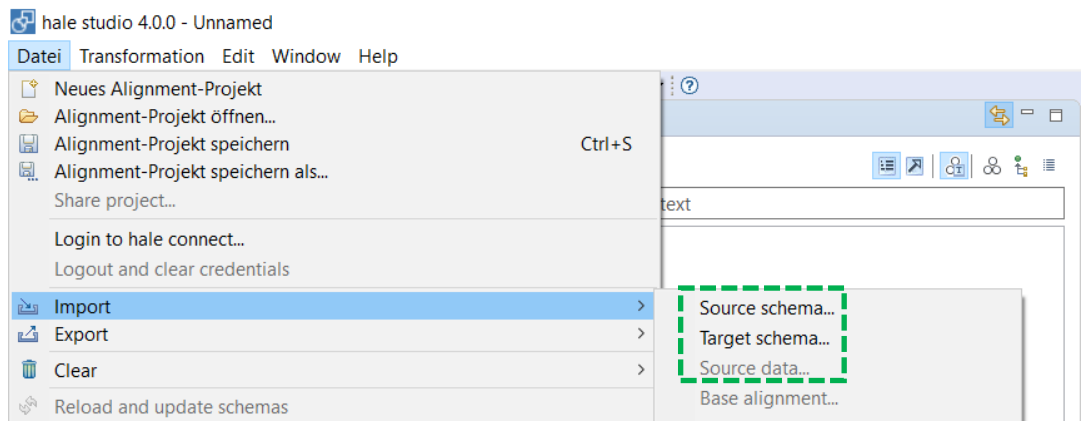 hale studio 4.0.0 - Unnamed
Datei Transformation Edit Window Help
Neues Alignment-Projekt
Alignment-Projekt öffnen...
Alignment-Projekt speichern Ctrl+S
Alignment-Projekt speichern als...
Share project...
text
Login to hale connect...
Logout and clear credentials
Import
Source schema...
Export
Target schema...
Clear
Source data...
Reload and update schemas
Base alignment...